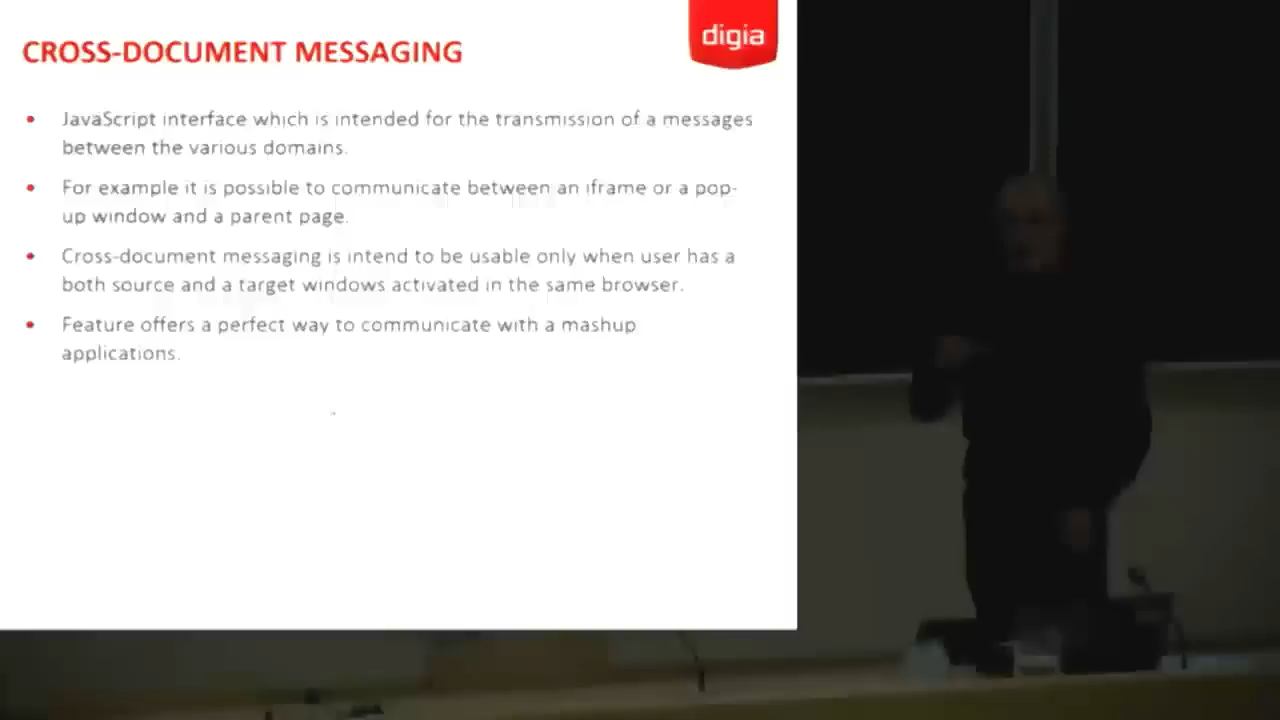 CROSS-DOCUMENT MESSAGING
digia
JavaScript interface which is intended for the transmission of a messages
between the various domains.
For example it is possible to communicate between an iframe or a pop-
up window and a parent page.
Cross-document messaging is intend to be usable only when user has a
both source and a target windows activated in the same browser.
Feature offers a perfect way to communicate with a mashup
applications.